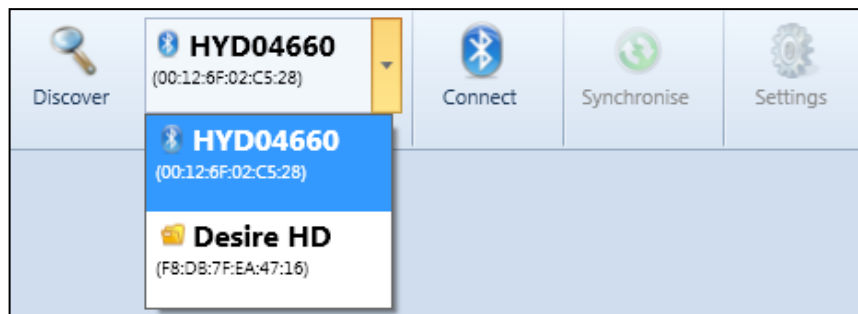 HYD04660
(00:12:6F:02:C5:28)
Discover
Connect
Synchronise
Settings
HYD04660
(00:12:6F:02:C5:28)
Desire HD
(F8:DB:7F:EA:47:16)